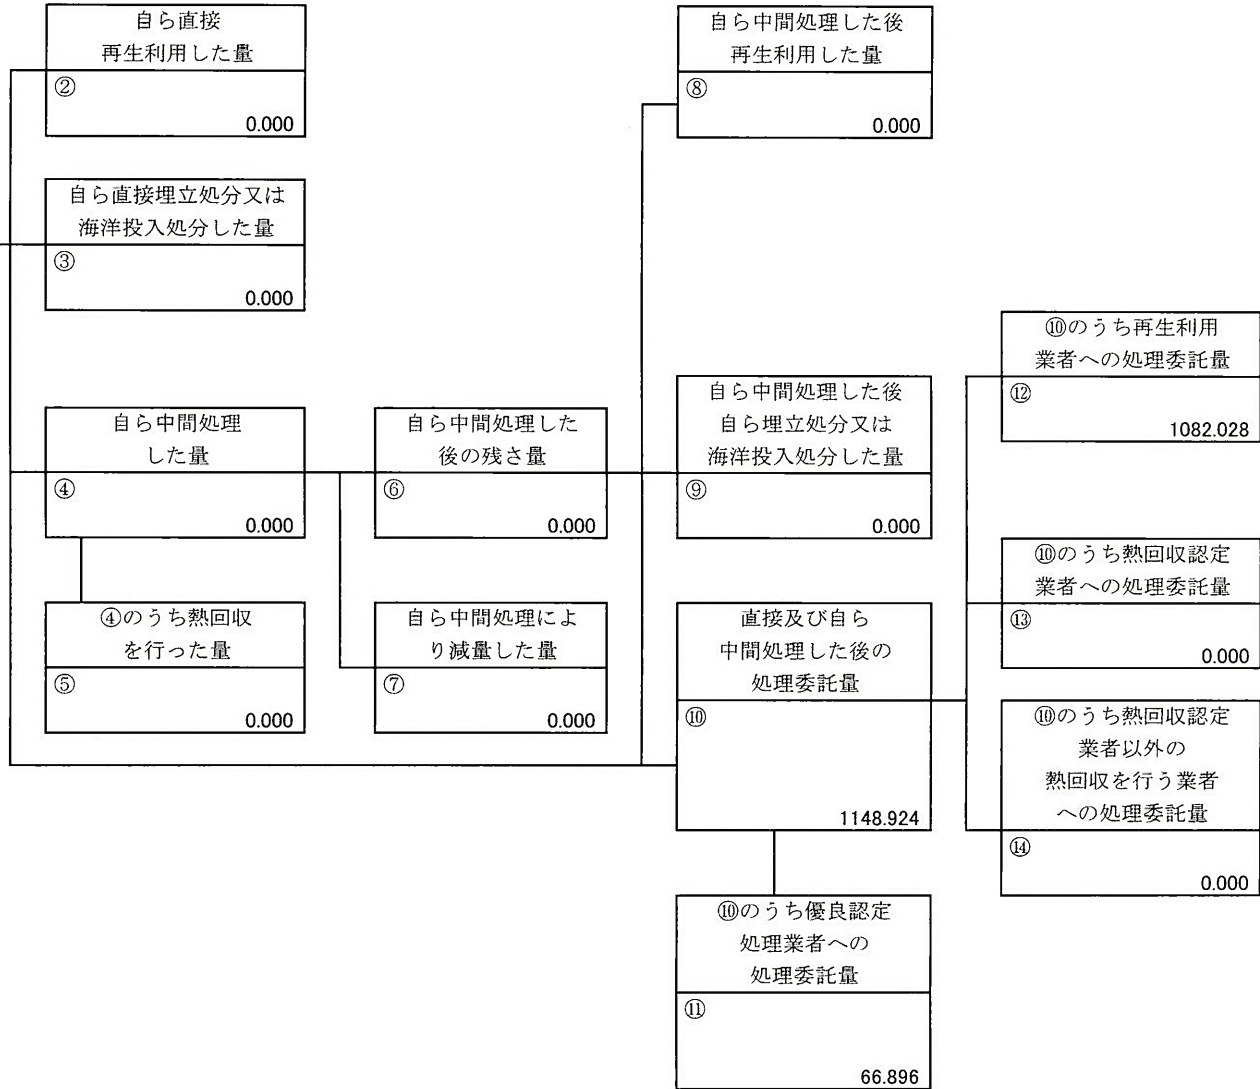 自ら直接
再生利用した量
②
0.000
自ら直接埋立処分又は
海洋投入処分した量
③
0.000
自ら中間処理
した量
④
0.000
④のうち熱回収
を行った量
⑤
0.000
自ら中間処理した
後の残さ量
⑥
0.000
自ら中間処理によ
り減量した量
⑦
0.000
自ら中間処理した後
再生利用した量
⑧
0.000
自ら中間処理した後
自ら埋立処分又は
海洋投入処分した量
⑨
0.000
直接及び自ら
中間処理した後の
処理委託量
⑩
1148.924
⑩のうち優良認定
処理業者への
処理委託量
⑪
66.896
⑩のうち再生利用
業者への処理委託量
⑫
1082.028
⑩のうち熱回収認定
業者への処理委託量
⑬
0.000
⑩のうち熱回収認定
業者以外の
熱回収を行う業者
への処理委託量
⑭
0.000